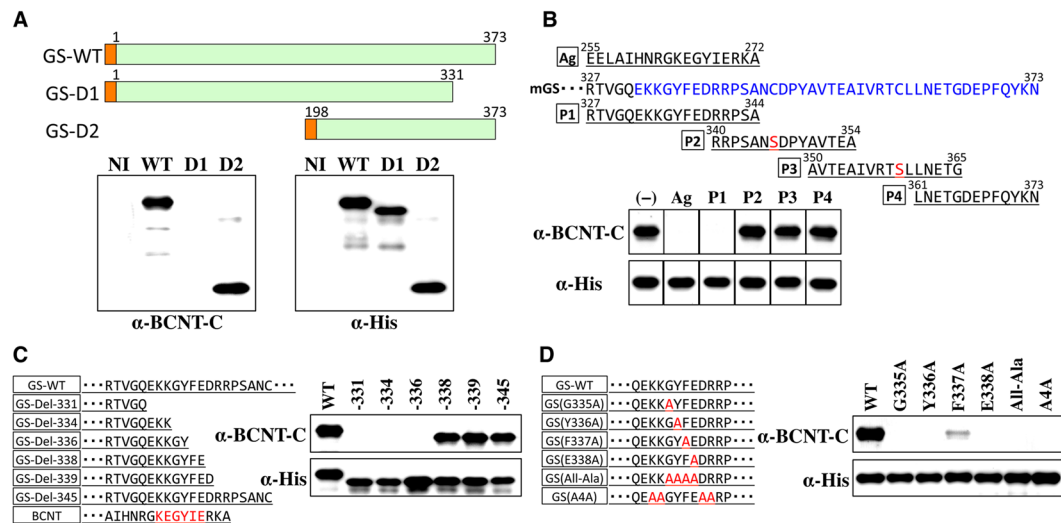 A
1 373
GS-WT
1 331
GS-D1
198 373
GS-D2
NI WT D1 D2
NI WT D1 D2
α-BCNT-C
α-His
B
255 272
Ag EELAIHNRGKEGYIERKA
327 373
mGS ···RTVGQEKKGYFEDRRPSANCDPYAVTEAIVRTCLLNETGDEPFQYKN
327 344
P1 RTVGQEKKGYFEDRRPSA
340 354
P2 RRPSANSDPYAVTEA
350 365
P3 AVTEAIVRTSLLNETG
361 373
P4 LNETGDEPFQYKN
(–) Ag P1 P2 P3 P4
α-BCNT-C
α-His
C
GS-WT ···RTVGQEKKGYFEDRRPSANC···
GS-Del-331 ···RTVGQ
GS-Del-334 ···RTVGQEKK
GS-Del-336 ···RTVGQEKKGY
GS-Del-338 ···RTVGQEKKGYFE
GS-Del-339 ···RTVGQEKKGYFED
GS-Del-345 ···RTVGQEKKGYFEDRRPSANC
BCNT AIHNRGKEGYIERKA
WT -331 -334 -336 -338 -339 -345
α-BCNT-C
α-His
D
GS-WT ···QEKKGYFEDRRP···
GS(G335A) ···QEKKAYFEDRRP···
GS(Y336A) ···QEKKGAFEDRRP···
GS(F337A) ···QEKKGYAEDRRP···
GS(E338A) ···QEKKGYFADRRP···
GS(All-Ala) ···QEKKAAAADRRP···
GS(A4A) ···QEAAGYFEAARP···
WT G335A Y336A F337A E338A All-Ala A4A
α-BCNT-C
α-His